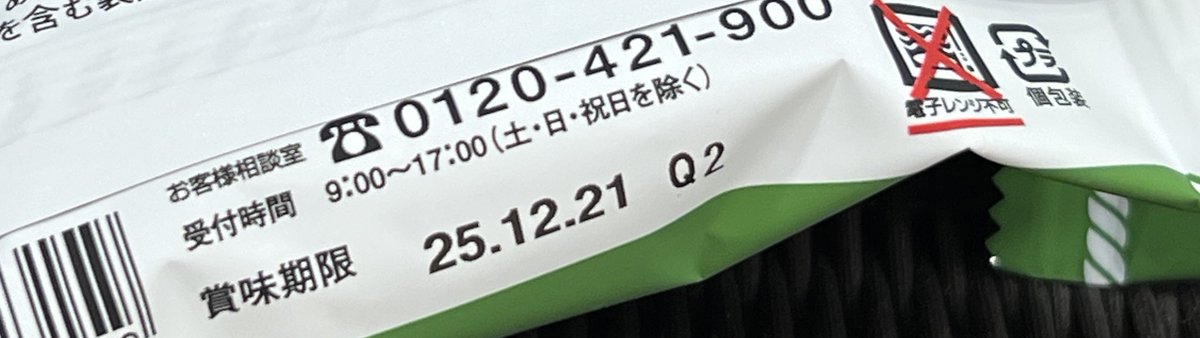 を含む
お客様相談室 ☎0120-421-900
受付時間 9:00~17:00(土・日・祝日を除く)
賞味期限 25.12.21 Q2
電子レンジ不可
プラ
個包装